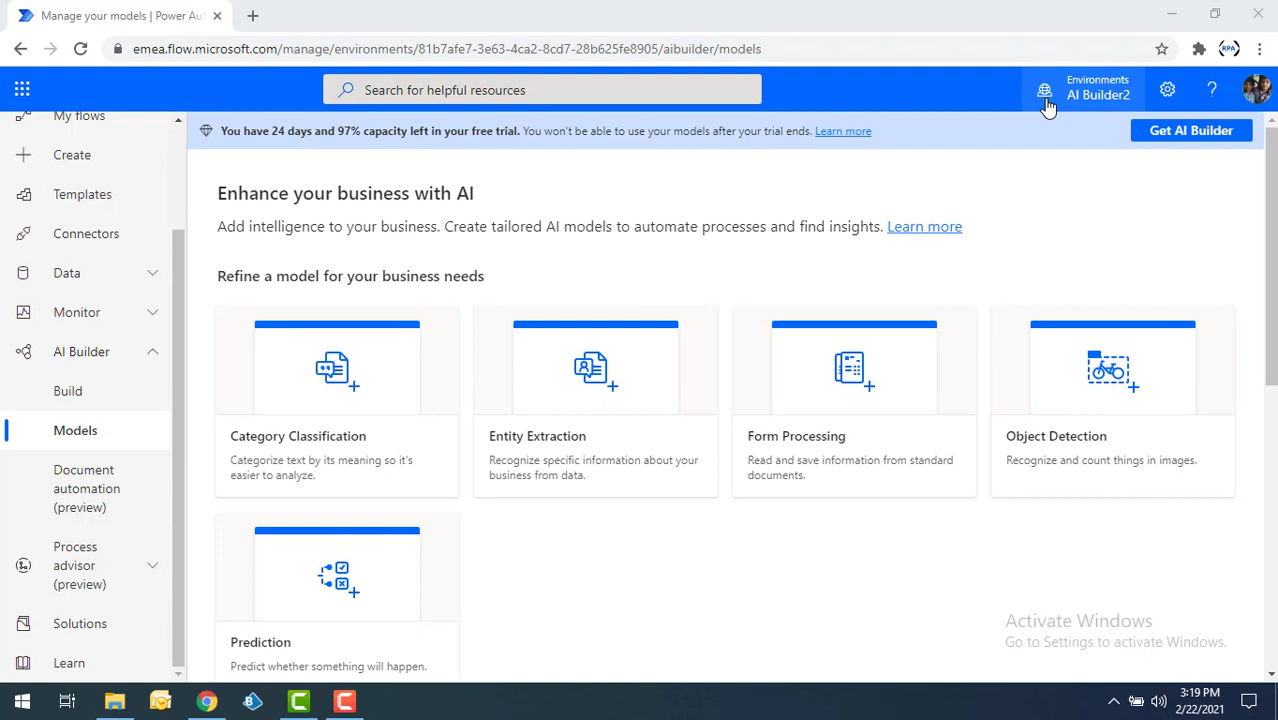 Manage your models | Power Au
emea.flow.microsoft.com/manage/environments/81b7afe7-3e63-4ca2-8cd7-28b625fe8905/aibuilder/models
RPA
Search for helpful resources
Environments
AI Builder2
You have 24 days and 97% capacity left in your free trial. You won't be able to use your models after your trial ends. Learn more
Get AI Builder
My flows
Create
Templates
Connectors
Data
Monitor
AI Builder
Build
Models
Document
automation
(preview)
Process
advisor
(preview)
Solutions
Learn
Enhance your business with AI
Add intelligence to your business. Create tailored AI models to automate processes and find insights. Learn more
Refine a model for your business needs
Category Classification
Categorize text by its meaning so it's
easier to analyze.
Entity Extraction
Recognize specific information about your
business from data.
Form Processing
Read and save information from standard
documents.
Object Detection
Recognize and count things in images.
Prediction
Predict whether something will happen.
Activate Windows
Go to Settings to activate Windows.
3:19 PM
2/22/2021